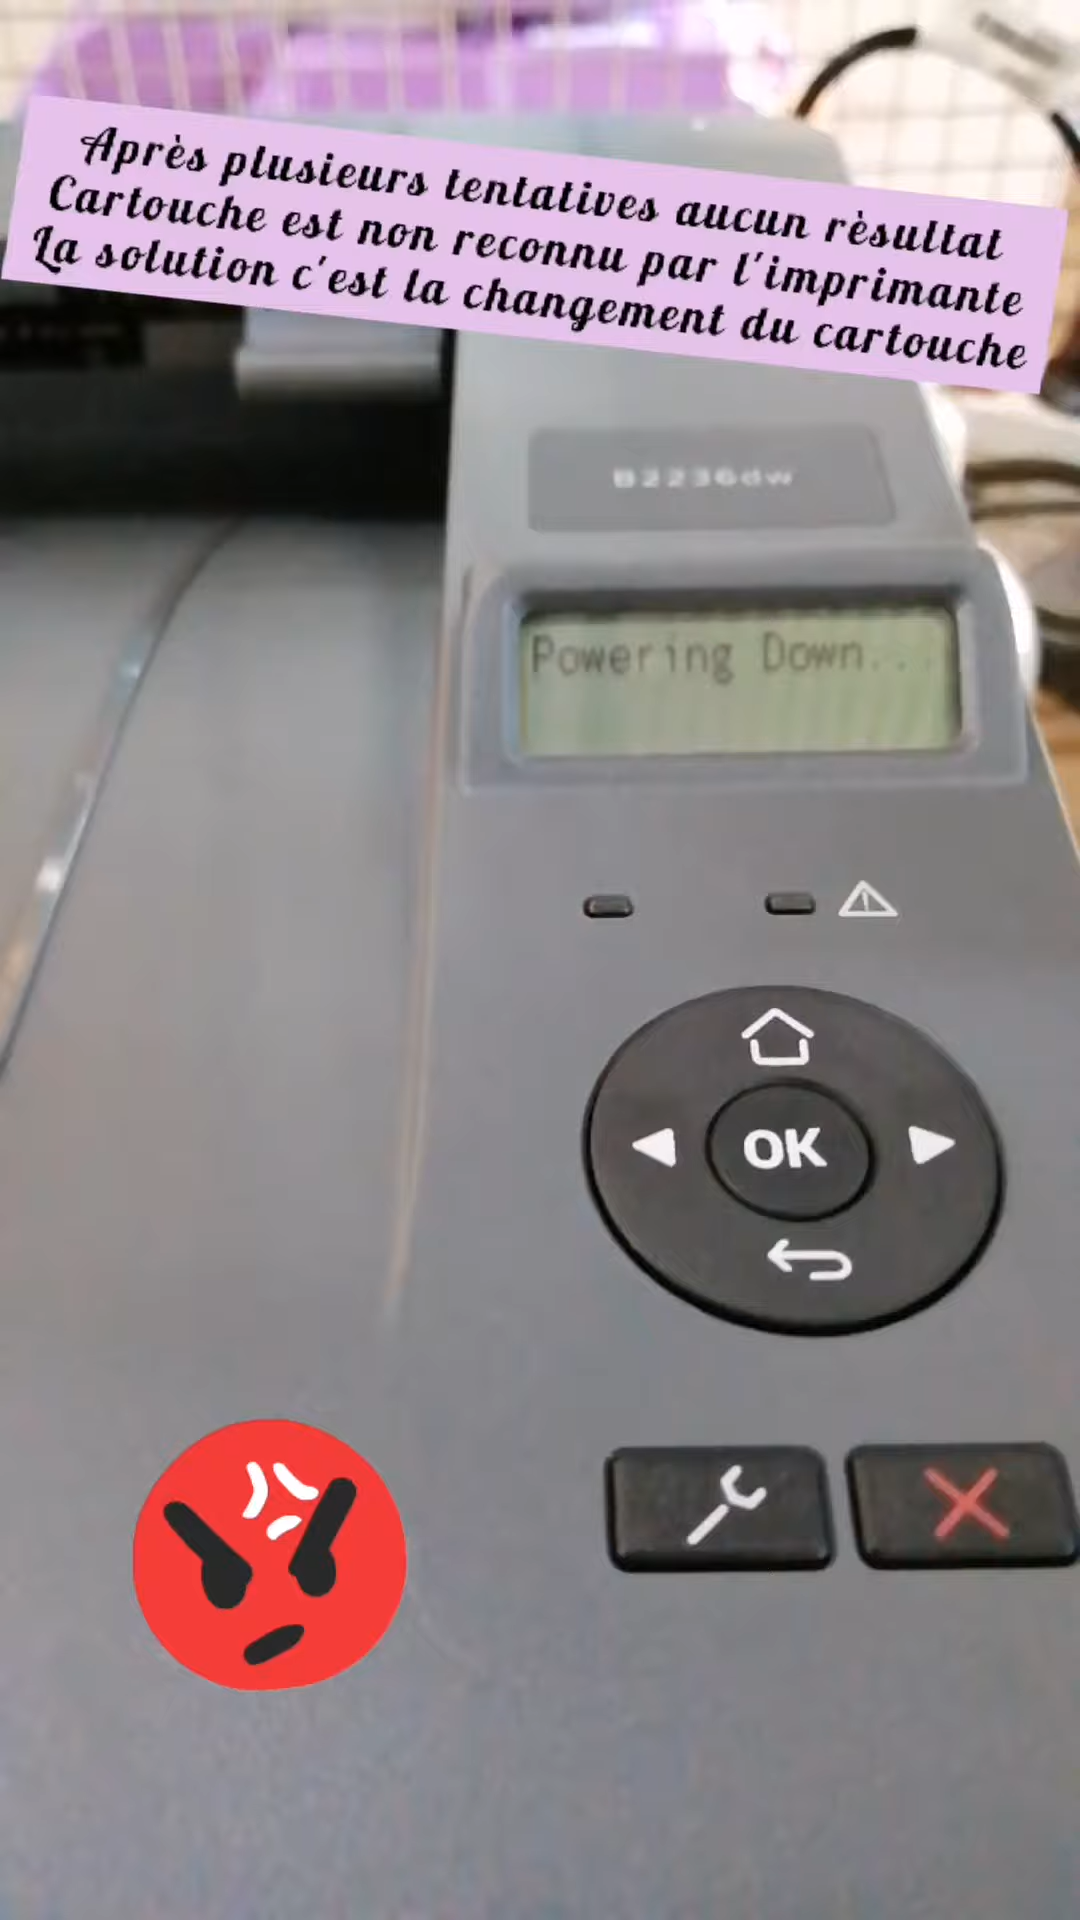 Après plusieurs tentatives aucun rèsultat
Cartouche est non reconnu par l'imprimante
La solution c'est la changement du cartouche
B2236dw
Powering Down...
OK